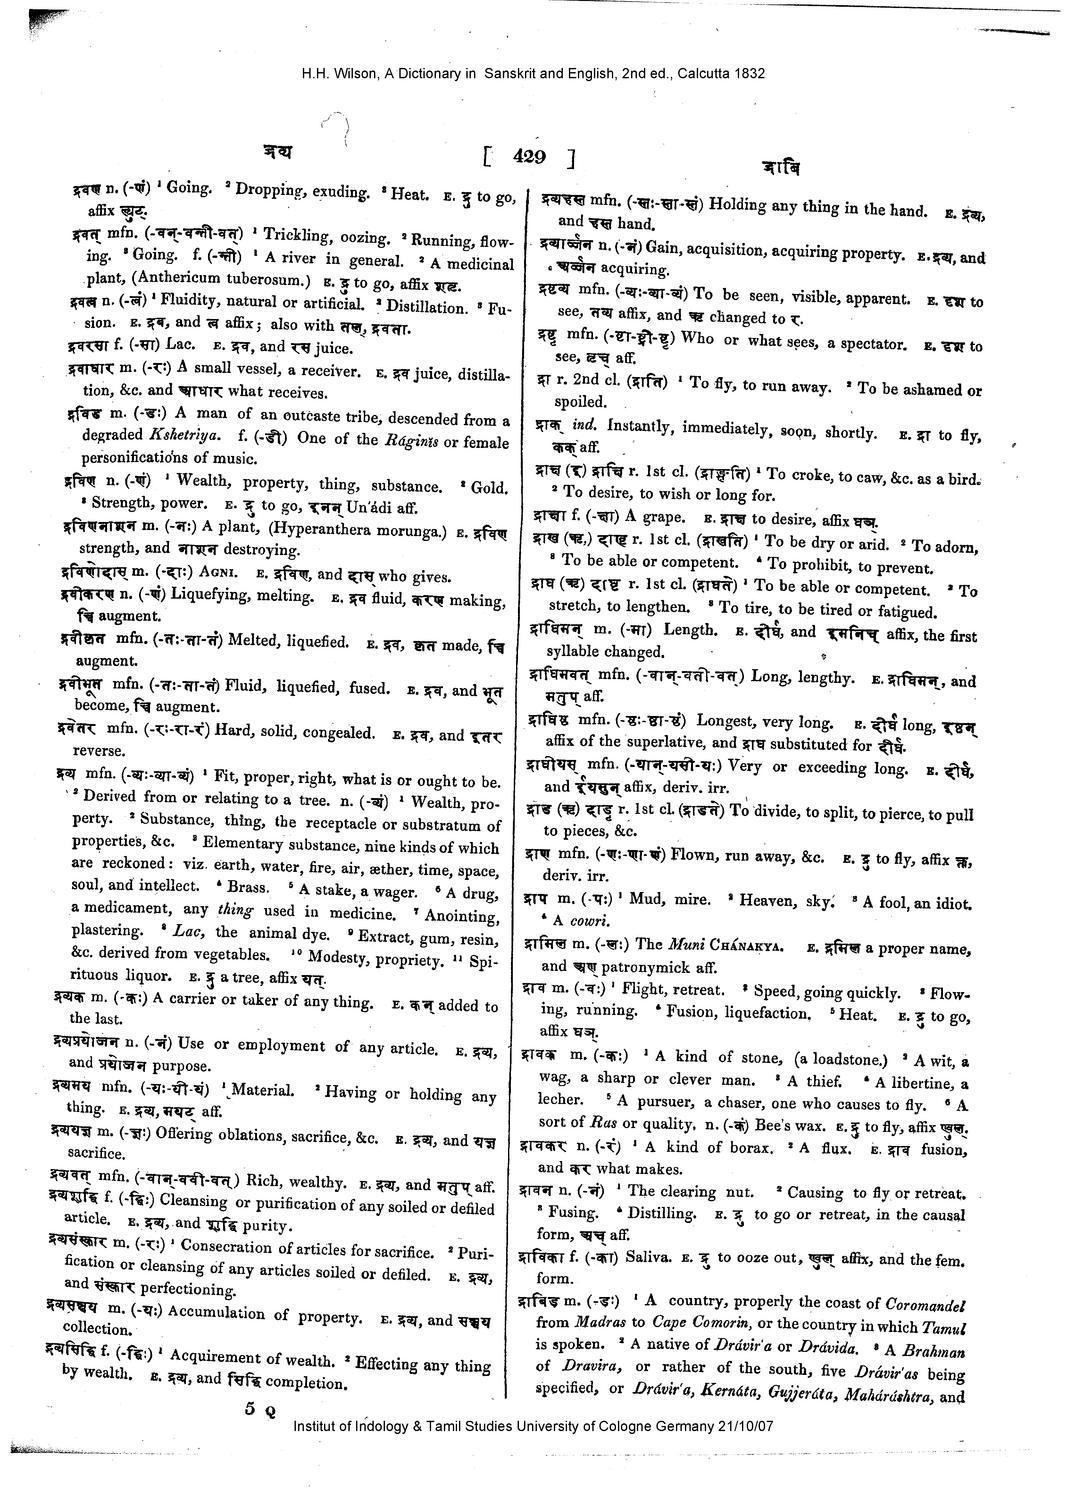 H.H. Wilson, A Dictionary in Sanskrit and English, 2nd ed., Calcutta 1832
द्रव्य
[ 429 ]
द्रावि
द्रवण n. (-णं) ¹ Going. ² Dropping, exuding. ³ Heat. E. द्रु to go,
affix ल्युट्.
द्रवत् mfn. (-वन्-वन्ती-वत्) ¹ Trickling, oozing. ² Running, flow-
ing. ³ Going. f. (-न्ती) ¹ A river in general. ² A medicinal
plant, (Anthericum tuberosum.) E. द्रु to go, affix शतृ.
द्रवत्व n. (-त्वं) ¹ Fluidity, natural or artificial. ² Distillation. ³ Fu-
sion. E. द्रव, and त्व affix; also with तल्, द्रवता.
द्रवरसा f. (-सा) Lac. E. द्रव, and रस juice.
द्रवाधार m. (-रः) A small vessel, a receiver. E. द्रव juice, distilla-
tion, &c. and आधार what receives.
द्रविड m. (-डः) A man of an outcaste tribe, descended from a
degraded Kshetriya. f. (-डी) One of the Ráginís or female
personifications of music.
द्रविण n. (-णं) ¹ Wealth, property, thing, substance. ² Gold.
³ Strength, power. E. द्रु to go, इनन् Un'ádi aff.
द्रविणनाशन m. (-नः) A plant, (Hyperanthera morunga.) E. द्रविण
strength, and नाशन destroying.
द्रविणोदास् m. (-दाः) AGNI. E. द्रविण, and दास् who gives.
द्रवीकरण n. (-णं) Liquefying, melting. E. द्रव fluid, करण making,
च्वि augment.
द्रवीकृत mfn. (-तः-ता-तं) Melted, liquefied. E. द्रव, कृत made, च्वि
augment.
द्रवीभूत mfn. (-तः-ता-तं) Fluid, liquefied, fused. E. द्रव, and भूत
become, च्वि augment.
द्रवेतर mfn. (-रः-रा-रं) Hard, solid, congealed. E. द्रव, and इतर
reverse.
द्रव्य mfn. (-व्यः-व्या-व्यं) ¹ Fit, proper, right, what is or ought to be.
² Derived from or relating to a tree. n. (-व्यं) ¹ Wealth, pro-
perty. ² Substance, thing, the receptacle or substratum of
properties, &c. ³ Elementary substance, nine kinds of which
are reckoned: viz. earth, water, fire, air, æther, time, space,
soul, and intellect. ⁴ Brass. ⁵ A stake, a wager. ⁶ A drug,
a medicament, any thing used in medicine. ⁷ Anointing,
plastering. ⁸ Lac, the animal dye. ⁹ Extract, gum, resin,
&c. derived from vegetables. ¹⁰ Modesty, propriety. ¹¹ Spi-
rituous liquor. E. द्रु a tree, affix यत्.
द्रव्यक m. (-कः) A carrier or taker of any thing. E. कन् added to
the last.
द्रव्यप्रयोजन n. (-नं) Use or employment of any article. E. द्रव्य,
and प्रयोजन purpose.
द्रव्यमय mfn. (-यः-यी-यं) ¹ Material. ² Having or holding any
thing. E. द्रव्य, मयट् aff.
द्रव्ययज्ञ m. (-ज्ञः) Offering oblations, sacrifice, &c. E. द्रव्य, and यज्ञ
sacrifice.
द्रव्यवत् mfn. (-वान्-वती-वत्) Rich, wealthy. E. द्रव्य, and मतुप् aff.
द्रव्यशुद्धि f. (-द्धिः) Cleansing or purification of any soiled or defiled
article. E. द्रव्य, and शुद्धि purity.
द्रव्यसंस्कार m. (-रः) ¹ Consecration of articles for sacrifice. ² Puri-
fication or cleansing of any articles soiled or defiled. E. द्रव्य,
and संस्कार perfectioning.
द्रव्यसञ्चय m. (-यः) Accumulation of property. E. द्रव्य, and सञ्चय
collection.
द्रव्यसिद्धि f. (-द्धिः) ¹ Acquirement of wealth. ² Effecting any thing
by wealth. E. द्रव्य, and सिद्धि completion.
5 Q
द्रव्यहस्त mfn. (-स्तः-स्ता-स्तं) Holding any thing in the hand. E. द्रव्य,
and हस्त hand.
द्रव्यार्ज्जन n. (-नं) Gain, acquisition, acquiring property. E. द्रव्य, and
अर्ज्जन acquiring.
द्रष्टव्य mfn. (-व्यः-व्या-व्यं) To be seen, visible, apparent. E. दृश to
see, तव्य affix, and ऋ changed to र.
द्रष्टृ mfn. (-ष्टा-ष्ट्री-ष्टृ) Who or what sees, a spectator. E. दृश to
see, तृच् aff.
द्रा r. 2nd cl. (द्राति) ¹ To fly, to run away. ² To be ashamed or
spoiled.
द्राक् ind. Instantly, immediately, soon, shortly. E. द्रा to fly,
कक् aff.
द्राक्ष (इ) द्राक्षि r. 1st cl. (द्राङ्क्षति) ¹ To croke, to caw, &c. as a bird.
² To desire, to wish or long for.
द्राक्षा f. (-क्षा) A grape. E. द्राक्ष to desire, affix घञ्.
द्राख (ऋ,) द्राखृ r. 1st cl. (द्राखति) ¹ To be dry or arid. ² To adorn,
³ To be able or competent. ⁴ To prohibit, to prevent.
द्राघ (ऋ) द्राघृ r. 1st cl. (द्राघते) ¹ To be able or competent. ² To
stretch, to lengthen. ³ To tire, to be tired or fatigued.
द्राघिमन् m. (-मा) Length. E. दीर्घ, and इमनिच् affix, the first
syllable changed.
द्राघिमवत् mfn. (-वान्-वती-वत्) Long, lengthy. E. द्राघिमन्, and
मतुप् aff.
द्राघिष्ठ mfn. (-ष्ठः-ष्ठा-ष्ठं) Longest, very long. E. दीर्घ long, इष्ठन्
affix of the superlative, and द्राघ substituted for दीर्घ.
द्राघीयस् mfn. (-यान्-यसी-यः) Very or exceeding long. E. दीर्घ,
and ईयसुन् affix, deriv. irr.
द्राड (ऋ) द्राडृ r. 1st cl. (द्राडते) To divide, to split, to pierce, to pull
to pieces, &c.
द्राण mfn. (-णः-णा-णं) Flown, run away, &c. E. द्रु to fly, affix क्त,
deriv. irr.
द्राप m. (-पः) ¹ Mud, mire. ² Heaven, sky. ³ A fool, an idiot.
⁴ A cowri.
द्रामिल m. (-लः) The Muni CHÁNAKYA. E. द्रमिल a proper name,
and अण् patronymick aff.
द्राव m. (-वः) ¹ Flight, retreat. ² Speed, going quickly. ³ Flow-
ing, running. ⁴ Fusion, liquefaction. ⁵ Heat. E. द्रु to go,
affix घञ्.
द्रावक m. (-कः) ¹ A kind of stone, (a loadstone.) ² A wit, a
wag, a sharp or clever man. ³ A thief. ⁴ A libertine, a
lecher. ⁵ A pursuer, a chaser, one who causes to fly. ⁶ A
sort of Ras or quality. n. (-कं) Bee's wax. E. द्रु to fly, affix ण्वुल्.
द्रावकर n. (-रं) ¹ A kind of borax. ² A flux. E. द्राव fusion,
and कर what makes.
द्रावन n. (-नं) ¹ The clearing nut. ² Causing to fly or retreat.
³ Fusing. ⁴ Distilling. E. द्रु to go or retreat, in the causal
form, अच् aff.
द्राविका f. (-का) Saliva. E. द्रु to ooze out, ण्वुल् affix, and the fem.
form.
द्राविड m. (-डः) ¹ A country, properly the coast of Coromandel
from Madras to Cape Comorin, or the country in which Tamul
is spoken. ² A native of Drávir'a or Drávida. ³ A Brahman
of Dravira, or rather of the south, five Drávir'as being
specified, or Drávir'a, Kernáta, Gujjeráta, Maháráshtra, and
Institut of Indology & Tamil Studies University of Cologne Germany 21/10/07